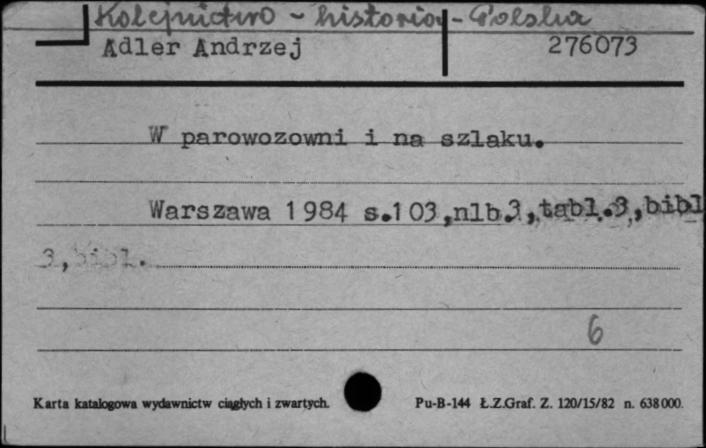 Kolejnictwo - historia - Polska
Adler Andrzej 276073
W parowozowni i na szlaku.
Warszawa 1984 s.103,nlb.3,tabl.3,bibl
3,bibl.
6
Karta katalogowa wydawnictw ciągłych i zwartych. Pu-B-144 Ł.Z.Graf. Z. 120/15/82 n. 638000.